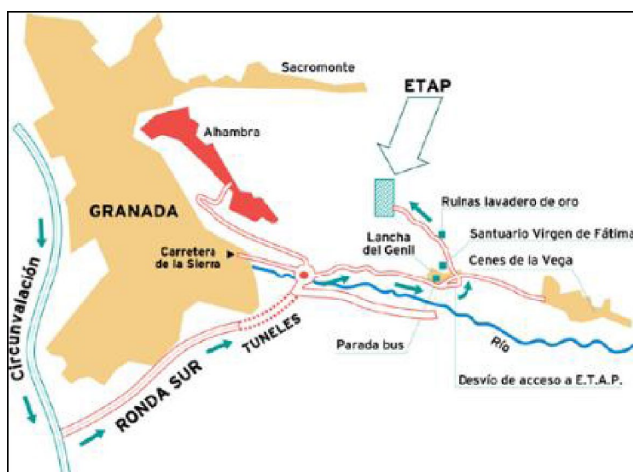 Sacromonte
ETAP
Alhambra
GRANADA
Ruinas lavadero de oro
Lancha
del Genil
Santuario Virgen de Fátima
Carretera
de la Sierra
Cenes de la Vega
Circunvalación
TUNELES
RONDA SUR
Parada bus
Río
Desvío de acceso a E.T.A.P.